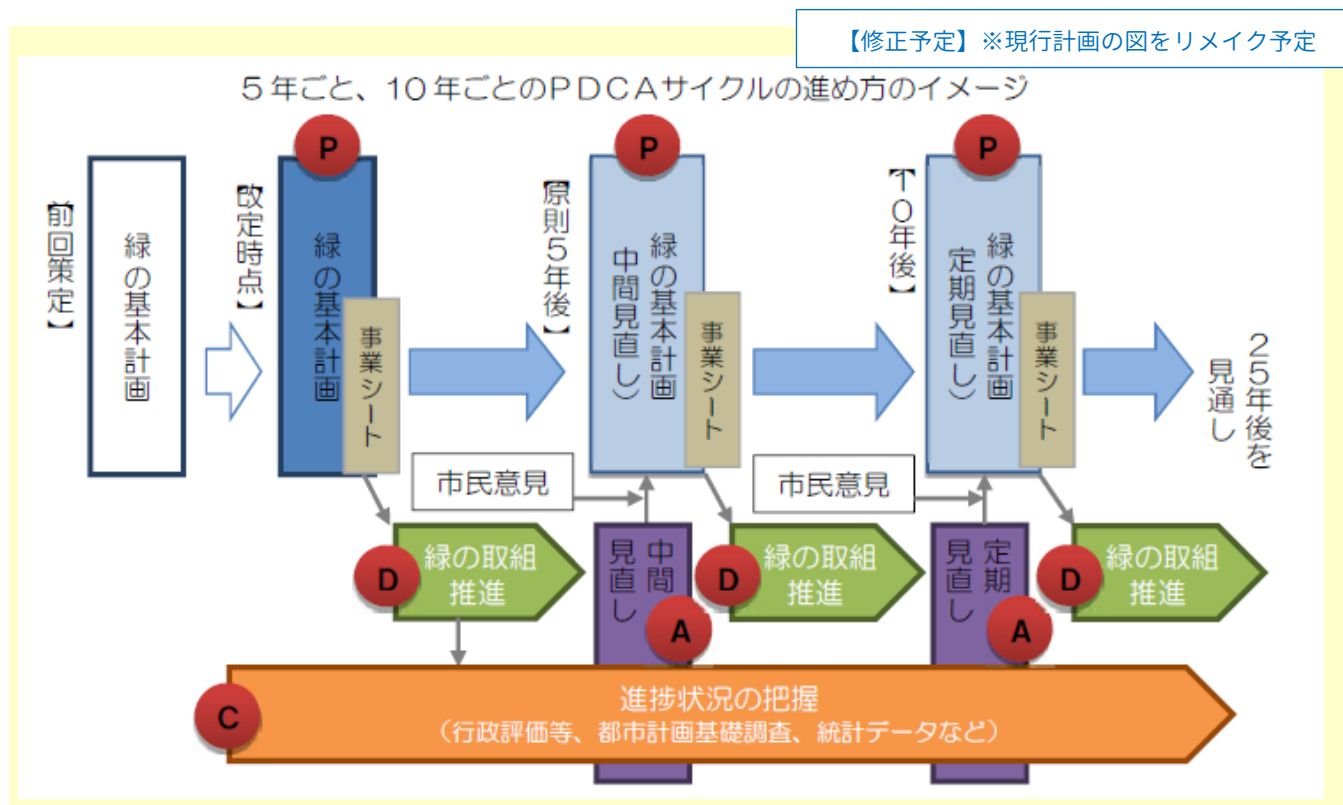 【修正予定】※現行計画の図をリメイク予定
5年ごと、10年ごとのPDCAサイクルの進め方のイメージ
【前回策定】
緑の基本計画
【改定時点】
P
緑の基本計画
事業シート
【原則5年後】
P
緑の基本計画
中間見直し）
事業シート
【10年後】
P
緑の基本計画
定期見直し）
事業シート
25年後を
見通し
市民意見
市民意見
D
緑の取組
推進
中間
見直し
A
D
緑の取組
推進
定期
見直し
A
D
緑の取組
推進
C
進捗状況の把握
（行政評価等、都市計画基礎調査、統計データなど）